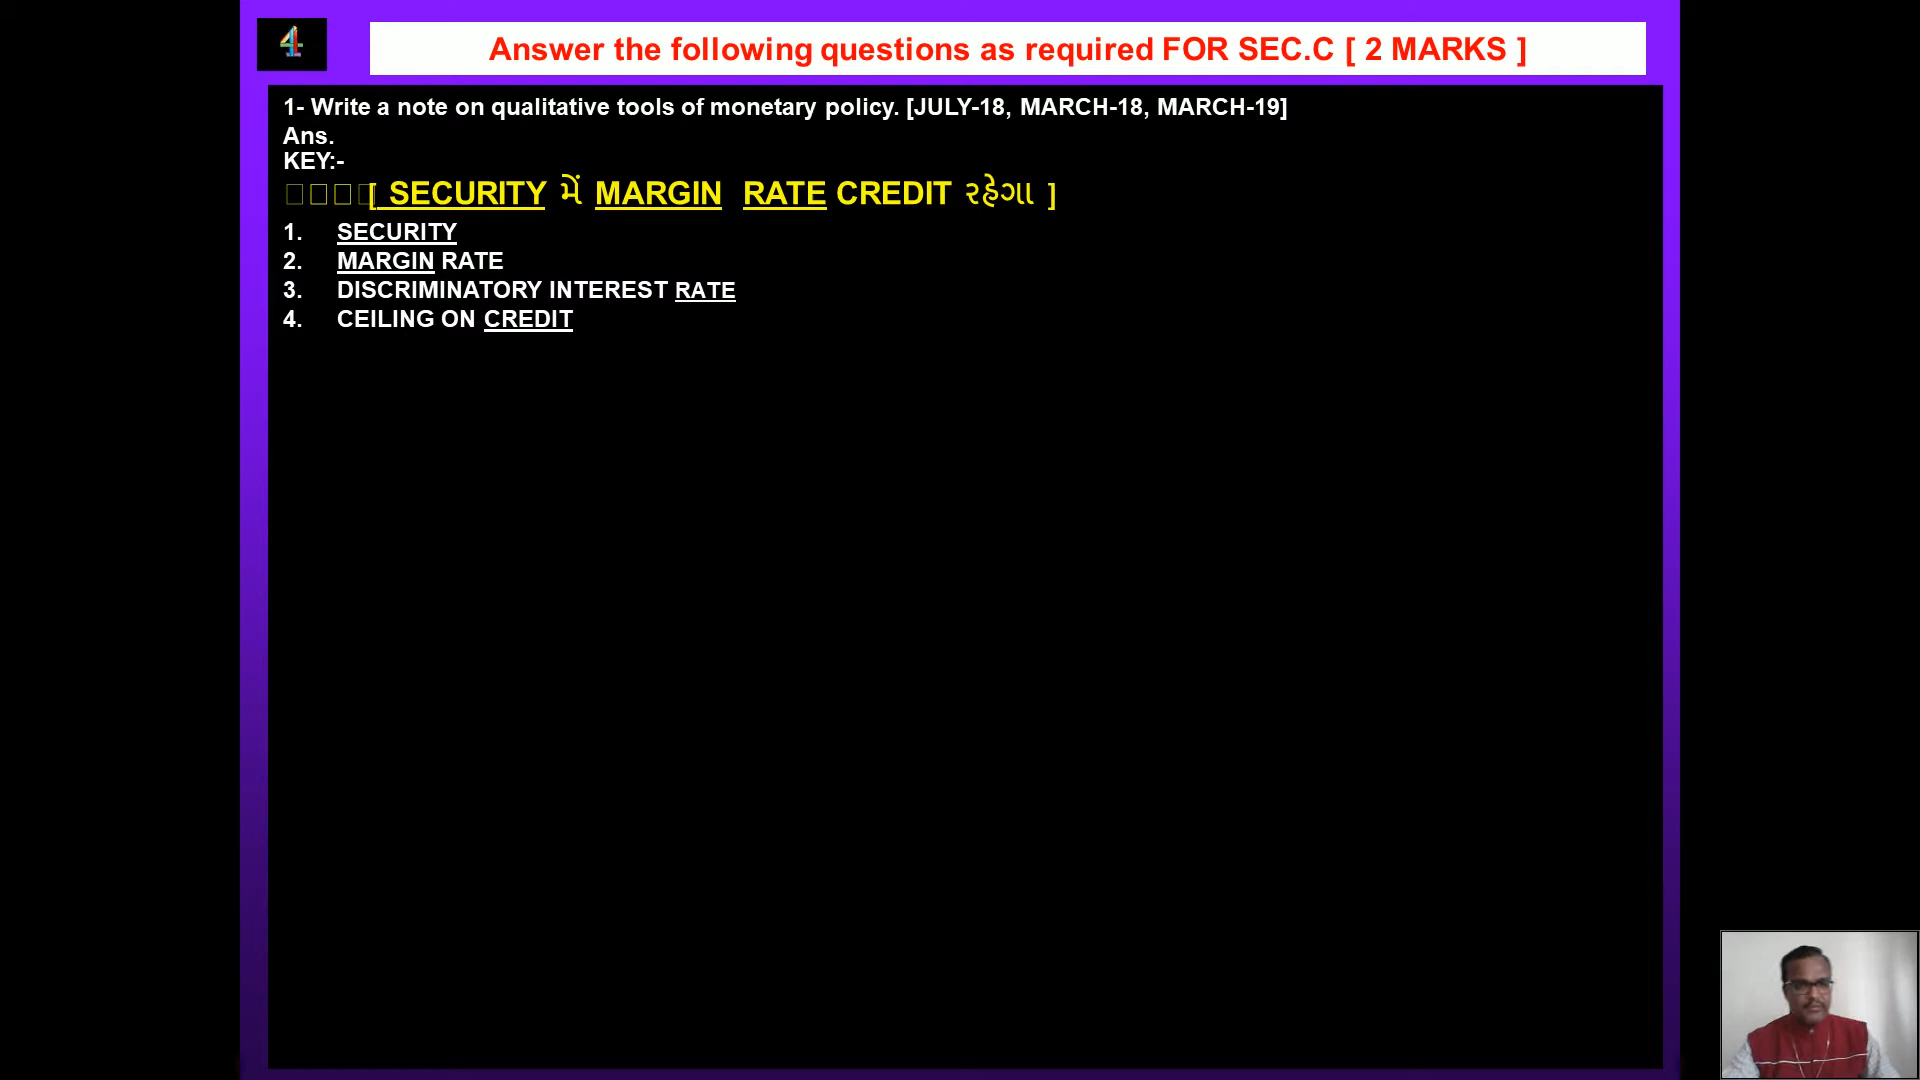 4
Answer the following questions as required FOR SEC.C [ 2 MARKS ]
1- Write a note on qualitative tools of monetary policy. [JULY-18, MARCH-18, MARCH-19]
Ans.
KEY:-
[ SECURITY મેં MARGIN RATE CREDIT રહેગા ]
1. SECURITY
2. MARGIN RATE
3. DISCRIMINATORY INTEREST RATE
4. CEILING ON CREDIT